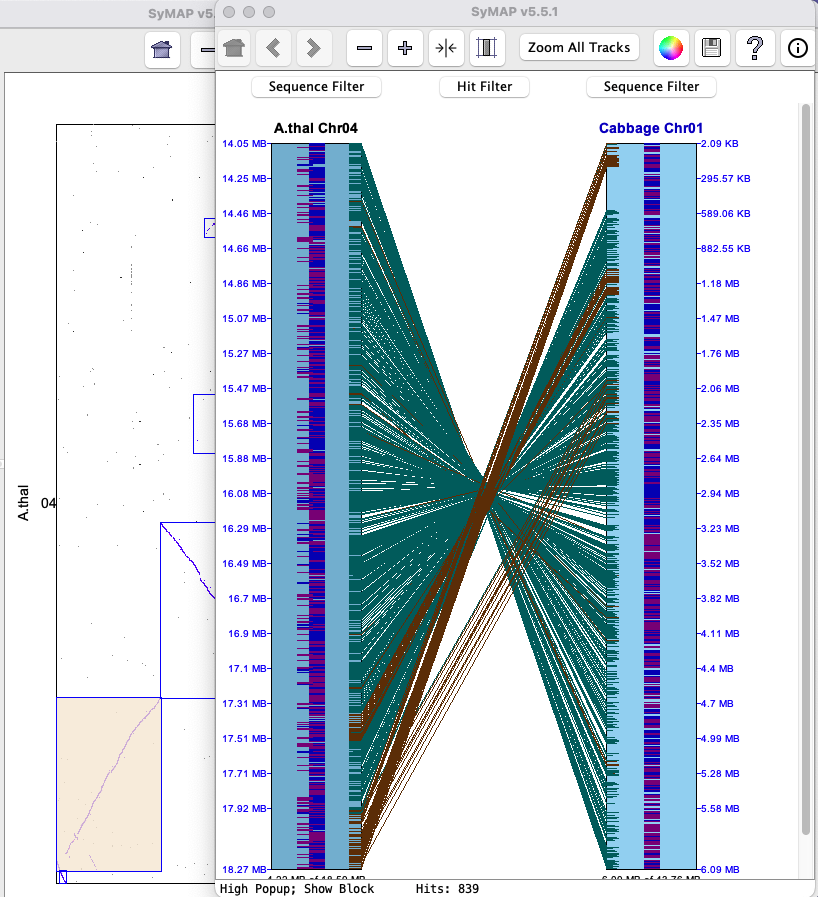 SyMAP v5.
SyMAP v5.5.1
Zoom All Tracks
Sequence Filter
Hit Filter
Sequence Filter
A.thal Chr04
Cabbage Chr01
14.05 MB
2.09 KB
14.25 MB
295.57 KB
14.46 MB
589.06 KB
14.66 MB
882.55 KB
14.86 MB
1.18 MB
15.07 MB
1.47 MB
15.27 MB
1.76 MB
15.47 MB
2.06 MB
15.68 MB
2.35 MB
15.88 MB
2.64 MB
16.08 MB
2.94 MB
16.29 MB
3.23 MB
16.49 MB
3.52 MB
16.7 MB
3.82 MB
16.9 MB
4.11 MB
17.1 MB
4.4 MB
17.31 MB
4.7 MB
17.51 MB
4.99 MB
17.71 MB
5.28 MB
17.92 MB
5.58 MB
18.27 MB
6.09 MB
A.thal
04
High Popup; Show Block Hits: 839